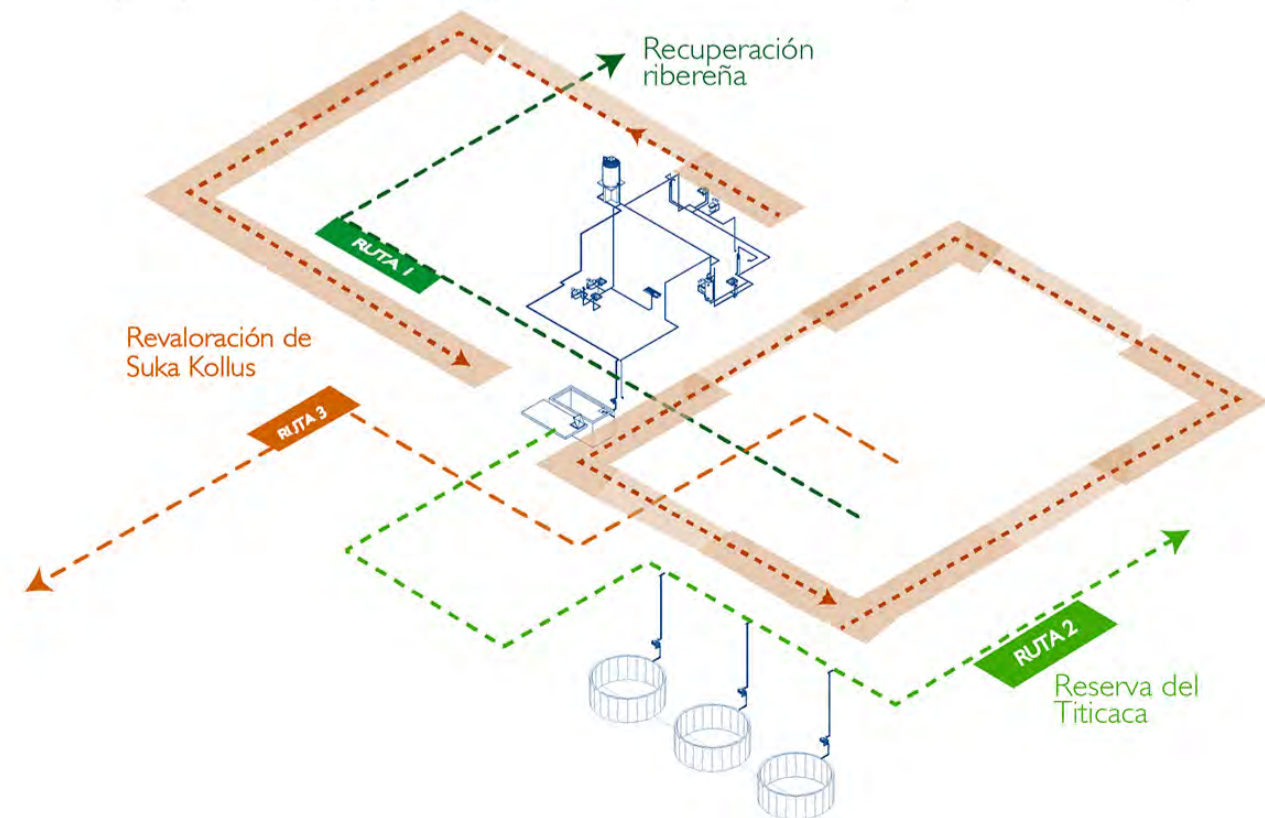 Recuperación
ribereña
RUTA 1
Revaloración de
Suka Kollus
RUTA 3
RUTA 2
Reserva del
Titicaca